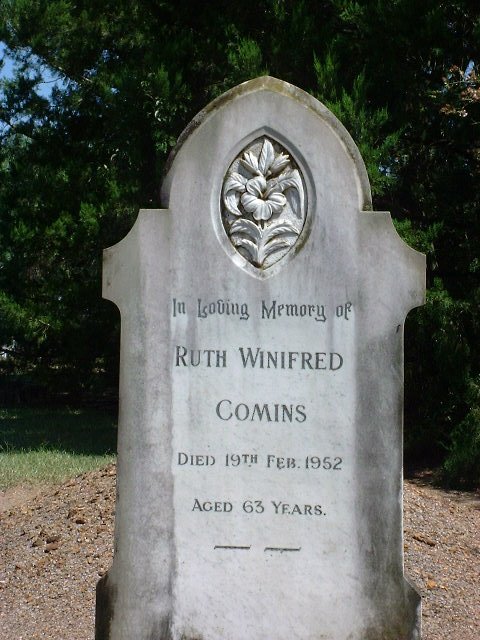 In Loving Memory of
RUTH WINIFRED
COMINS
DIED 19TH FEB. 1952
AGED 63 YEARS.